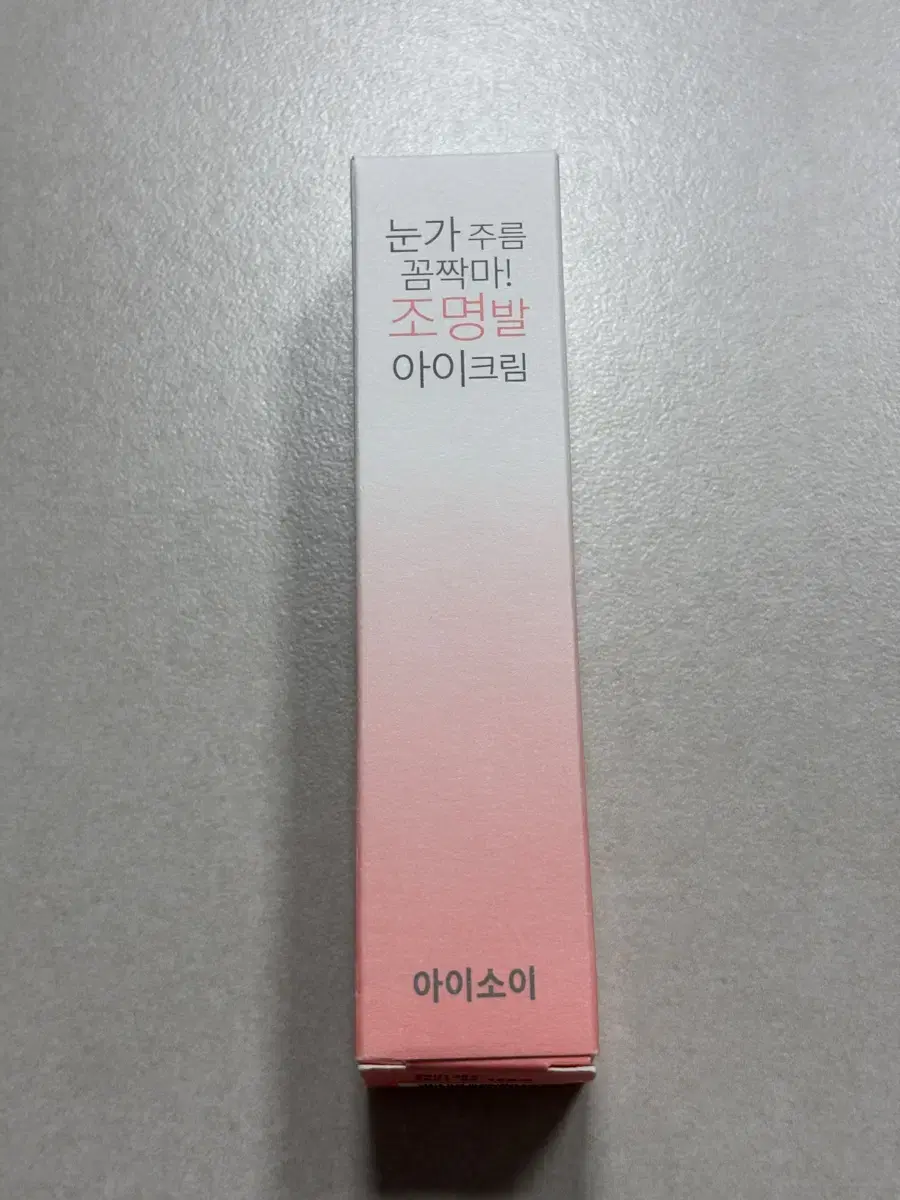 눈가 주름
꼼짝마!
조명발
아이크림
아이소이